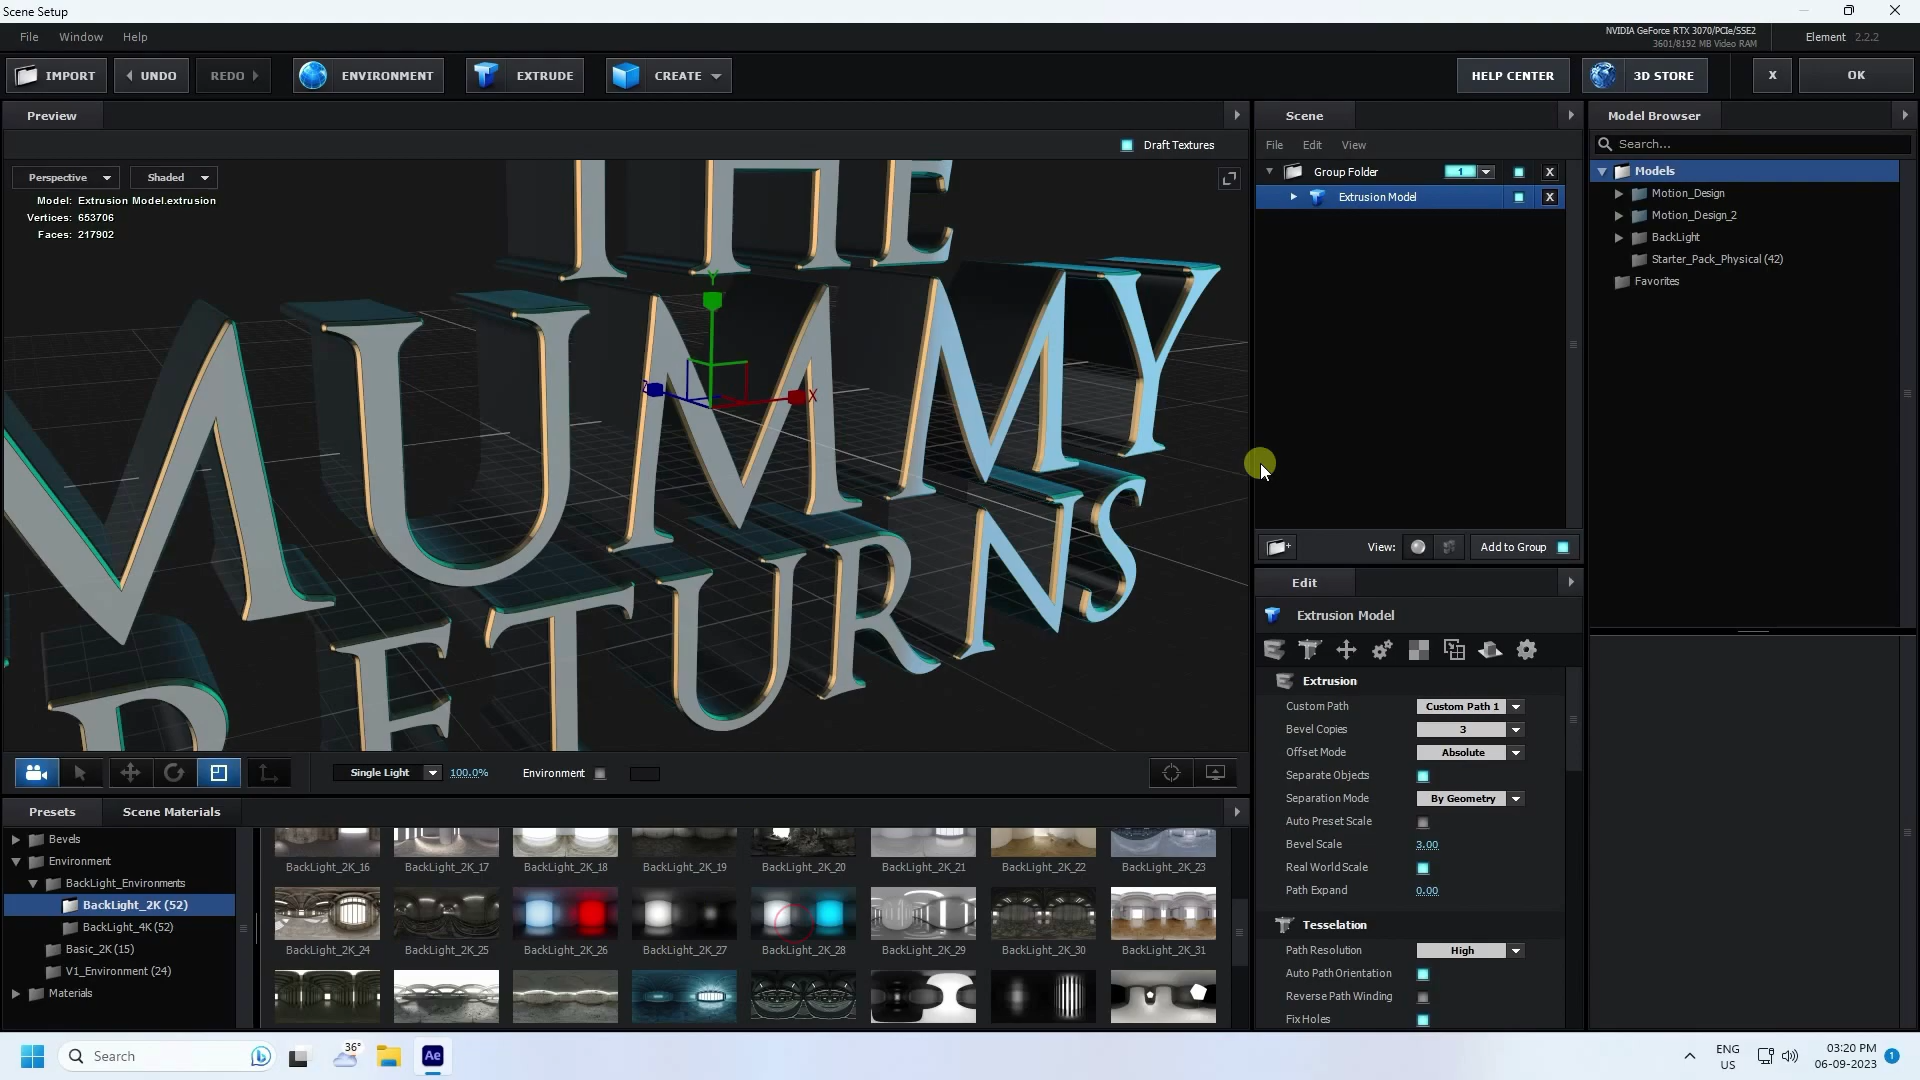 Scene Setup
File Window Help
NVIDIA GeForce RTX 3070/PCIe/SSE2
3601/8192 MB Video RAM
Element 2.2.2
IMPORT UNDO REDO ENVIRONMENT EXTRUDE CREATE HELP CENTER 3D STORE X OK
Preview
Draft Textures
Perspective Shaded
Model: Extrusion Model.extrusion
Vertices: 653706
Faces: 217902
THE
MUMMY
RETURNS
Y
X
Single Light 100.0% Environment
Scene
File Edit View
Group Folder 1 X
Extrusion Model X
View: Add to Group
Edit
Extrusion Model
Extrusion
Custom Path Custom Path 1
Bevel Copies 3
Offset Mode Absolute
Separate Objects
Separation Mode By Geometry
Auto Preset Scale
Bevel Scale 3.00
Real World Scale
Path Expand 0.00
Tesselation
Path Resolution High
Auto Path Orientation
Reverse Path Winding
Fix Holes
Model Browser
Search...
Models
Motion_Design
Motion_Design_2
BackLight
Starter_Pack_Physical (42)
Favorites
Presets Scene Materials
Bevels
Environment
BackLight_Environments
BackLight_2K (52)
BackLight_4K (52)
Basic_2K (15)
V1_Environment (24)
Materials
BackLight_2K_16 BackLight_2K_17 BackLight_2K_18 BackLight_2K_19 BackLight_2K_20 BackLight_2K_21 BackLight_2K_22 BackLight_2K_23
BackLight_2K_24 BackLight_2K_25 BackLight_2K_26 BackLight_2K_27 BackLight_2K_28 BackLight_2K_29 BackLight_2K_30 BackLight_2K_31
Search
36°
Ae
ENG
US
03:20 PM
06-09-2023
1